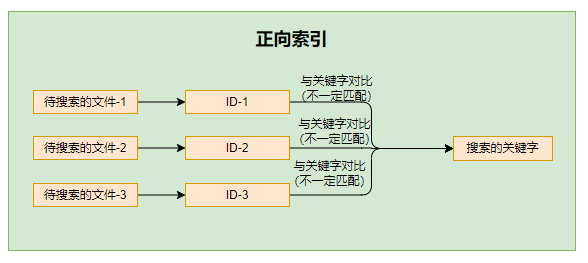 正向索引
待搜索的文件-1
ID-1
与关键字对比
（不一定匹配）
待搜索的文件-2
ID-2
与关键字对比
（不一定匹配）
搜索的关键字
待搜索的文件-3
ID-3
与关键字对比
（不一定匹配）